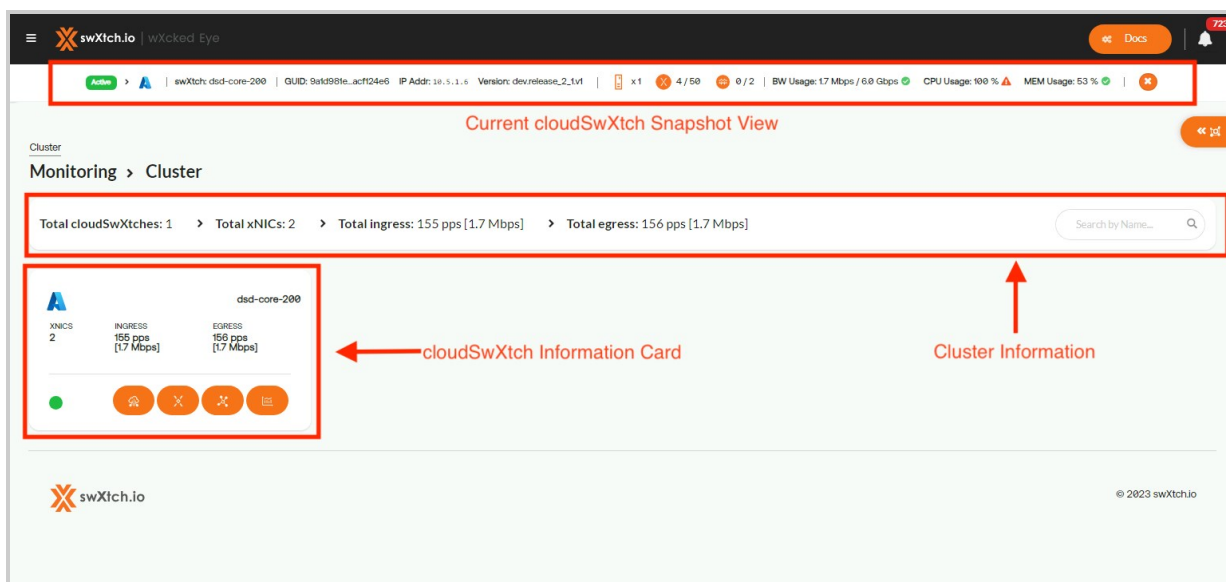 swXtch.io | wXcked Eye
Docs
723
Active > | swXtch: dsd-core-200 | GUID: 9a1d981e...acf124e6 IP Addr: 10.5.1.6 Version: dev.release_2_1.v1 | x1 4 / 50 0 / 2 | BW Usage: 1.7 Mbps / 6.0 Gbps CPU Usage: 100 % MEM Usage: 53 % |
Current cloudSwXtch Snapshot View
Cluster
Monitoring > Cluster
Total cloudSwXtches: 1 > Total xNICs: 2 > Total ingress: 155 pps [1.7 Mbps] > Total egress: 156 pps [1.7 Mbps]
Search by Name...
dsd-core-200
XNICS INGRESS EGRESS
2 155 pps 156 pps
[1.7 Mbps] [1.7 Mbps]
cloudSwXtch Information Card
Cluster Information
swXtch.io
© 2023 swXtch.io